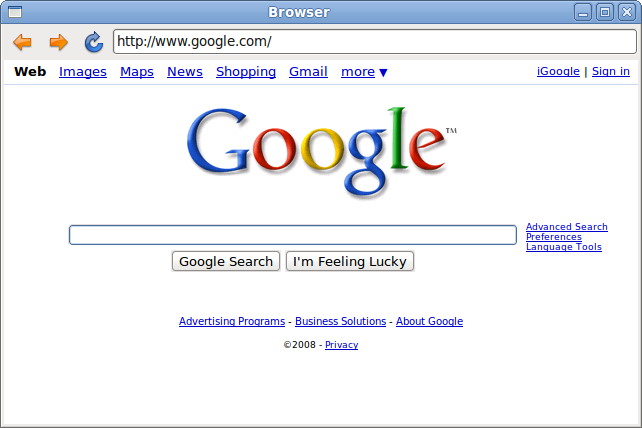 Browser
http://www.google.com/
Web Images Maps News Shopping Gmail more ▼ iGoogle | Sign in
Google™
Advanced Search
Preferences
Language Tools
Google Search I'm Feeling Lucky
Advertising Programs - Business Solutions - About Google
©2008 - Privacy